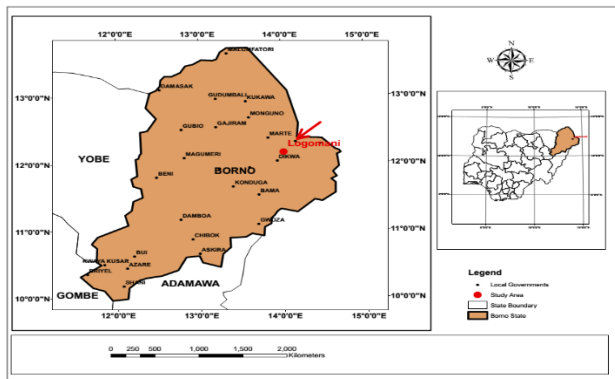 12°0'0"E 13°0'0"E 14°0'0"E 15°0'0"E
MALUMFATORI
DAMASAK
13°0'0"N
13°0'0"N
GUDUMBALI
KUKAWA
MONGUNO
GUBIO
GAJIRAM
MARTE
Logomani
DIKWA
YOBE
MAGUMERI
12°0'0"N
12°0'0"N
BORNO
BENI
KONDUGA
BAMA
DAMBOA
GWOZA
11°0'0"N
11°0'0"N
CHIBOK
BUI
ASKIRA
KWAYA KUSAR
AZARE
SHANI
ADAMAWA
GOMBE
10°0'0"N
10°0'0"N
12°0'0"E 13°0'0"E 14°0'0"E 15°0'0"E
N
W E
S
Legend
Local Governments
Study Area
State Boundary
Borno State
0 250 500 1,000 1,500 2,000
Kilometers